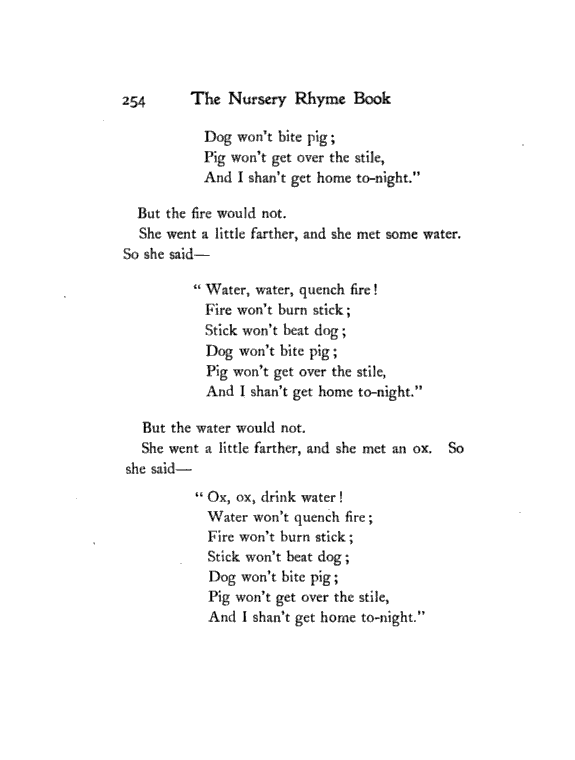 254 The Nursery Rhyme Book
Dog won't bite pig;
Pig won't get over the stile,
And I shan't get home to-night."
But the fire would not.
She went a little farther, and she met some water.
So she said—
"Water, water, quench fire!
Fire won't burn stick;
Stick won't beat dog;
Dog won't bite pig;
Pig won't get over the stile,
And I shan't get home to-night."
But the water would not.
She went a little farther, and she met an ox. So
she said—
"Ox, ox, drink water!
Water won't quench fire;
Fire won't burn stick;
Stick won't beat dog;
Dog won't bite pig;
Pig won't get over the stile,
And I shan't get home to-night."